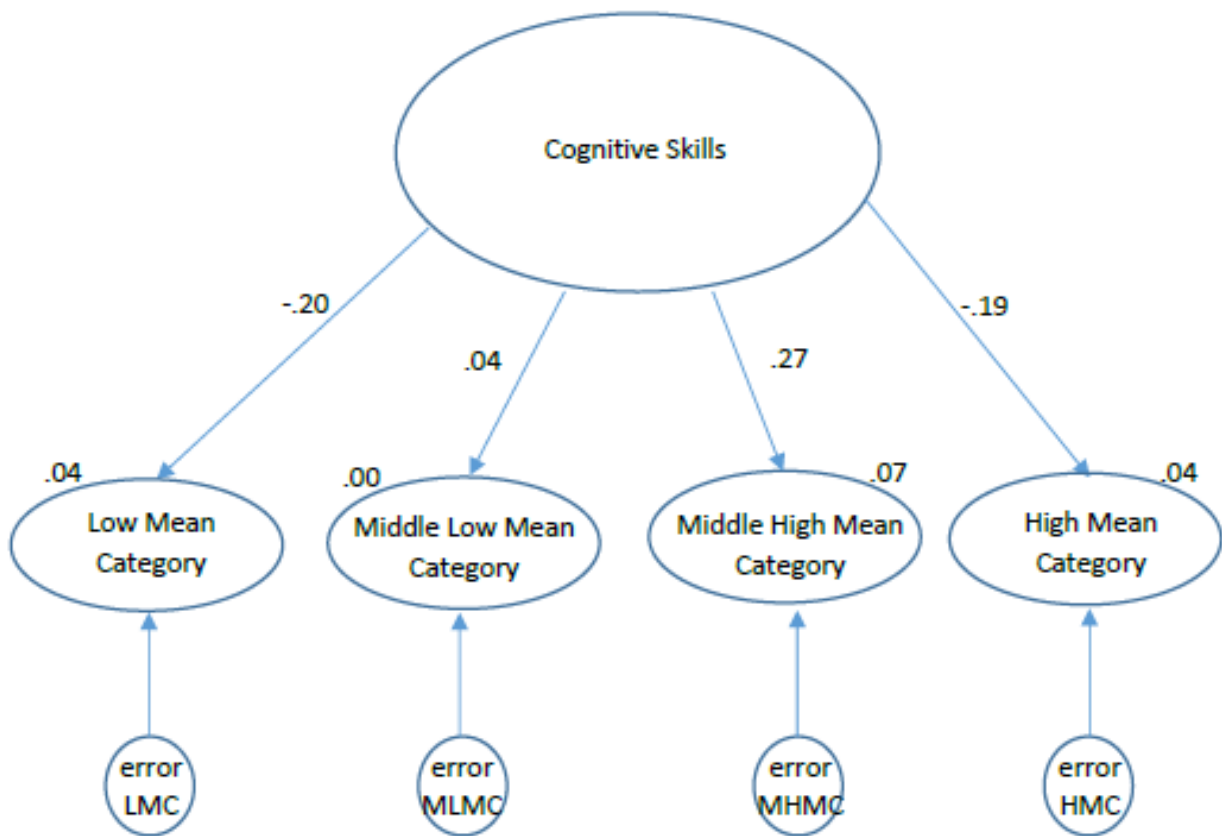 Cognitive Skills
-.20
.04
.27
-.19
.04
.00
.07
.04
Low Mean
Category
Middle Low Mean
Category
Middle High Mean
Category
High Mean
Category
error
LMC
error
MLMC
error
MHMC
error
HMC